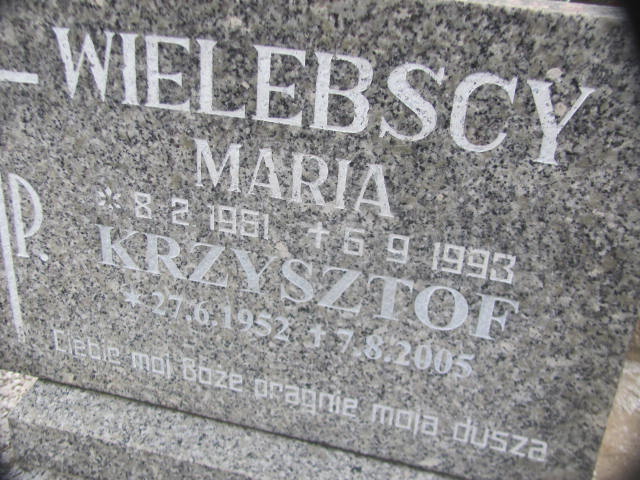 WIELEBSCY
MARIA
* 8 2 1981 + 6 9 1993
P.
KRZYSZTOF
* 27.6.1952 + 7.8.2005
Ciebie mój Boże pragnie moja dusza